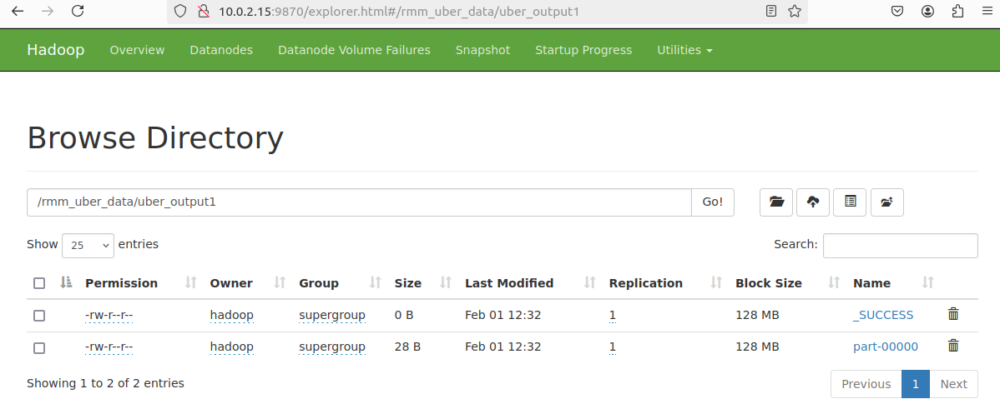 10.0.2.15:9870/explorer.html#/rmm_uber_data/uber_output1
Hadoop Overview Datanodes Datanode Volume Failures Snapshot Startup Progress Utilities
Browse Directory
/rmm_uber_data/uber_output1 Go!
Show 25 entries Search:
Permission Owner Group Size Last Modified Replication Block Size Name
-rw-r--r-- hadoop supergroup 0 B Feb 01 12:32 1 128 MB _SUCCESS
-rw-r--r-- hadoop supergroup 28 B Feb 01 12:32 1 128 MB part-00000
Showing 1 to 2 of 2 entries Previous 1 Next